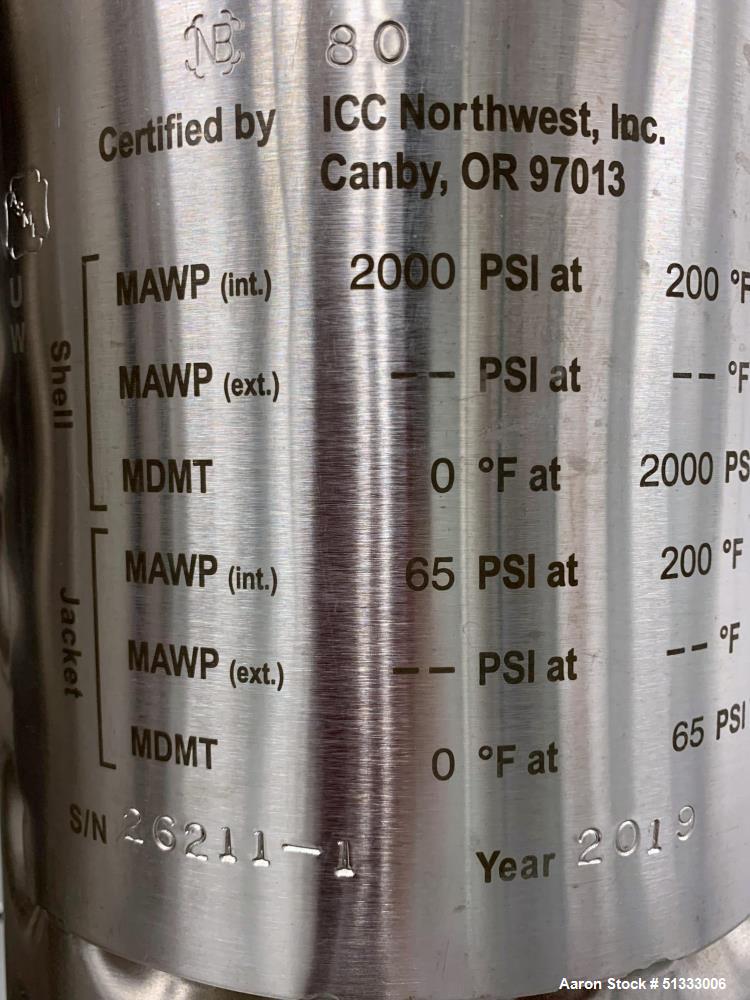 NB 80
Certified by ICC Northwest, Inc.
Canby, OR 97013
ASME
U
W
Shell
MAWP (int.) 2000 PSI at 200 °F
MAWP (ext.) -- PSI at -- °F
MDMT 0 °F at 2000 PS
Jacket
MAWP (int.) 65 PSI at 200 °F
MAWP (ext.) -- PSI at -- °F
MDMT 0 °F at 65 PSI
S/N 26211-1 Year 2019
Aaron Stock # 51333006